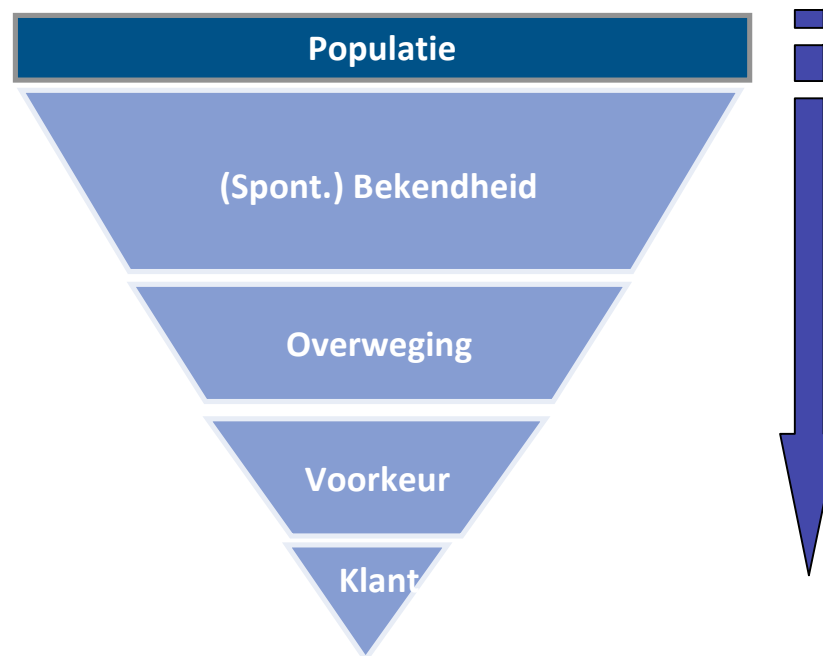 Populatie
(Spont.) Bekendheid
Overweging
Voorkeur
Klant